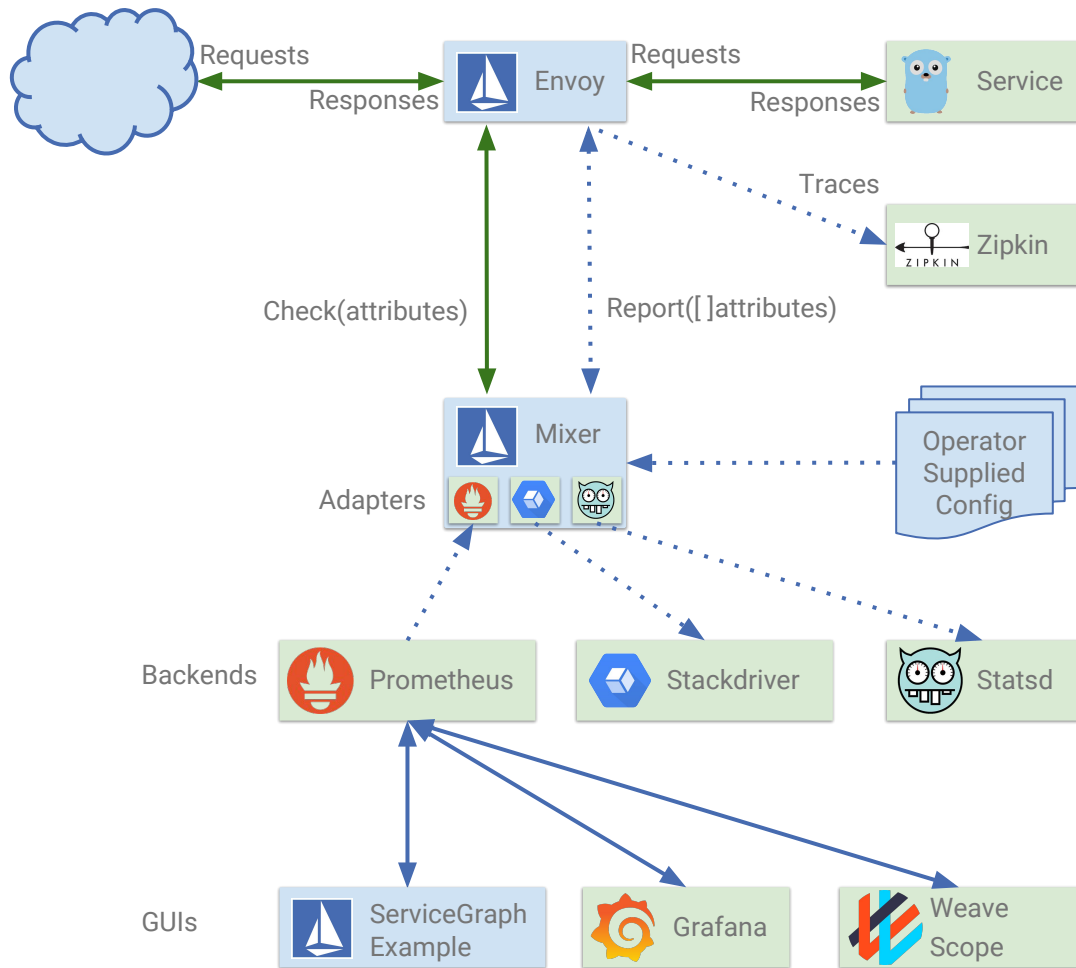 Requests
Responses
Envoy
Requests
Responses
Service
Traces
ZIPKIN
Zipkin
Check(attributes)
Report([ ]attributes)
Mixer
Adapters
Operator
Supplied
Config
Backends
Prometheus
Stackdriver
Statsd
GUIs
ServiceGraph
Example
Grafana
Weave
Scope